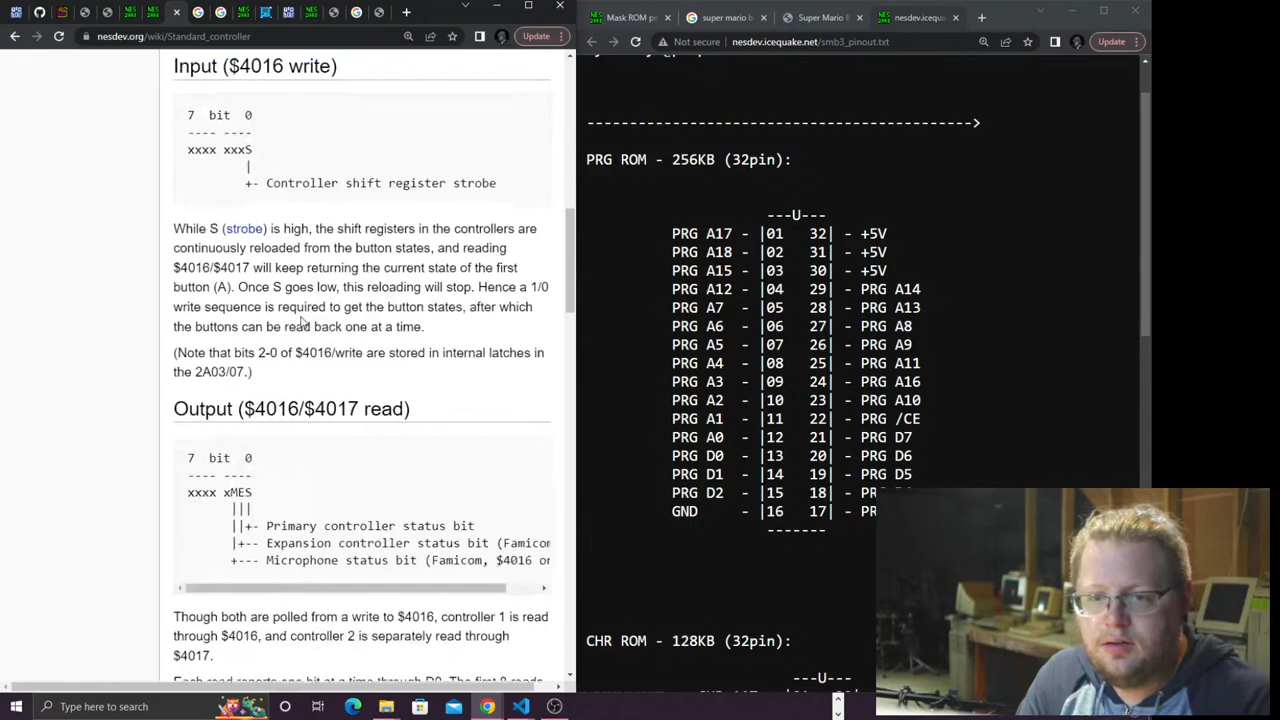 Update
Mask ROM p
super mario b
Super Mario B
nesdev.iceq
nesdev.org/wiki/Standard_controller
Not secure
nesdev.icequake.net/smb3_pinout.txt
Update
Input ($4016 write)
7 bit 0
---- ----
xxxx xxxS
|
+- Controller shift register strobe
While S (strobe) is high, the shift registers in the controllers are
continuously reloaded from the button states, and reading
$4016/$4017 will keep returning the current state of the first
button (A). Once S goes low, this reloading will stop. Hence a 1/0
write sequence is required to get the button states, after which
the buttons can be read back one at a time.
(Note that bits 2-0 of $4016/write are stored in internal latches in
the 2A03/07.)
Output ($4016/$4017 read)
7 bit 0
---- ----
xxxx xMES
|||
||+- Primary controller status bit
|+-- Expansion controller status bit (Famicom
+--- Microphone status bit (Famicom, $4016 on
Though both are polled from a write to $4016, controller 1 is read
through $4016, and controller 2 is separately read through
$4017.
------------------------------------------>
PRG ROM - 256KB (32pin):
---U---
PRG A17 - |01 32| - +5V
PRG A18 - |02 31| - +5V
PRG A15 - |03 30| - +5V
PRG A12 - |04 29| - PRG A14
PRG A7 - |05 28| - PRG A13
PRG A6 - |06 27| - PRG A8
PRG A5 - |07 26| - PRG A9
PRG A4 - |08 25| - PRG A11
PRG A3 - |09 24| - PRG A16
PRG A2 - |10 23| - PRG A10
PRG A1 - |11 22| - PRG /CE
PRG A0 - |12 21| - PRG D7
PRG D0 - |13 20| - PRG D6
PRG D1 - |14 19| - PRG D5
PRG D2 - |15 18| -
GND - |16 17| -
-------
CHR ROM - 128KB (32pin):
---U---
Type here to search